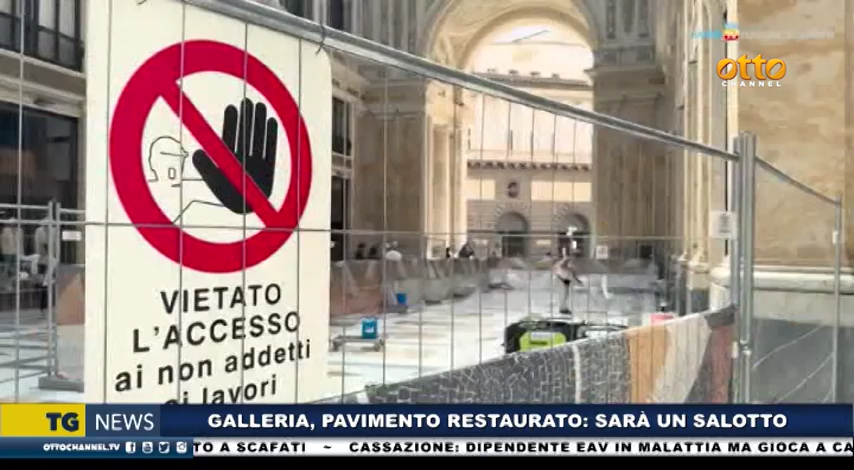 otto
CHANNEL
VIETATO
L'ACCESSO
ai non addetti
ai lavori
TG NEWS
GALLERIA, PAVIMENTO RESTAURATO: SARÀ UN SALOTTO
OTTOCHANNEL.TV
TO A SCAFATI ~ CASSAZIONE: DIPENDENTE EAV IN MALATTIA MA GIOCA A CA